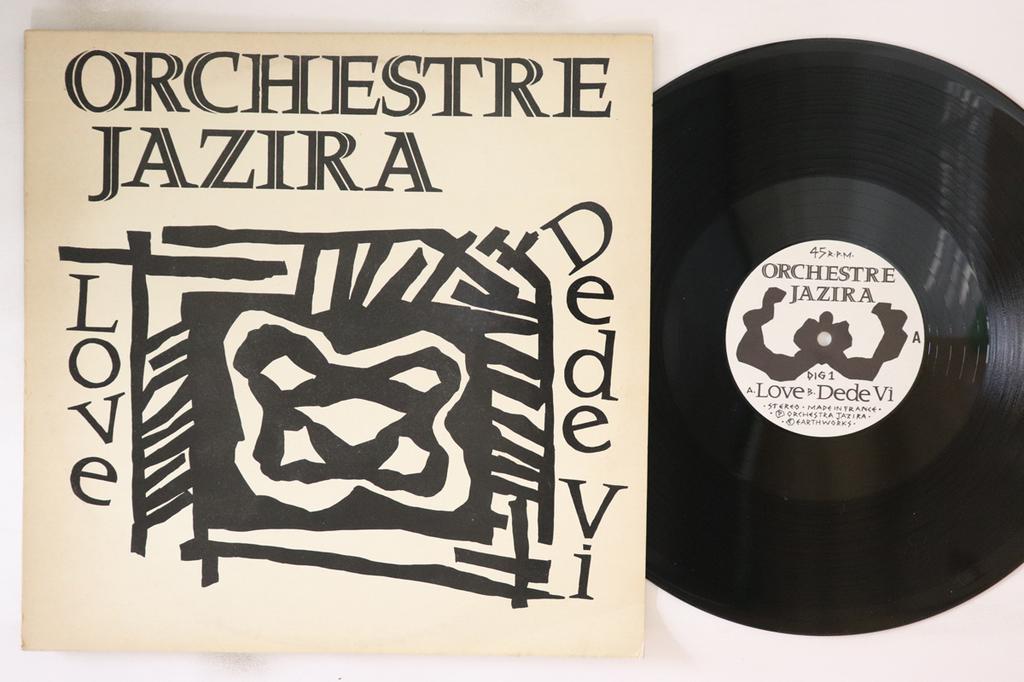 ORCHESTRE
JAZIRA
Love
Dede Vi
45 R.P.M.
ORCHESTRE
JAZIRA
A
DIG 1
A. Love B. Dede Vi
· STEREO · MADE IN FRANCE ·
· Ⓟ ORCHESTRA JAZIRA ·
· © EARTHWORKS ·